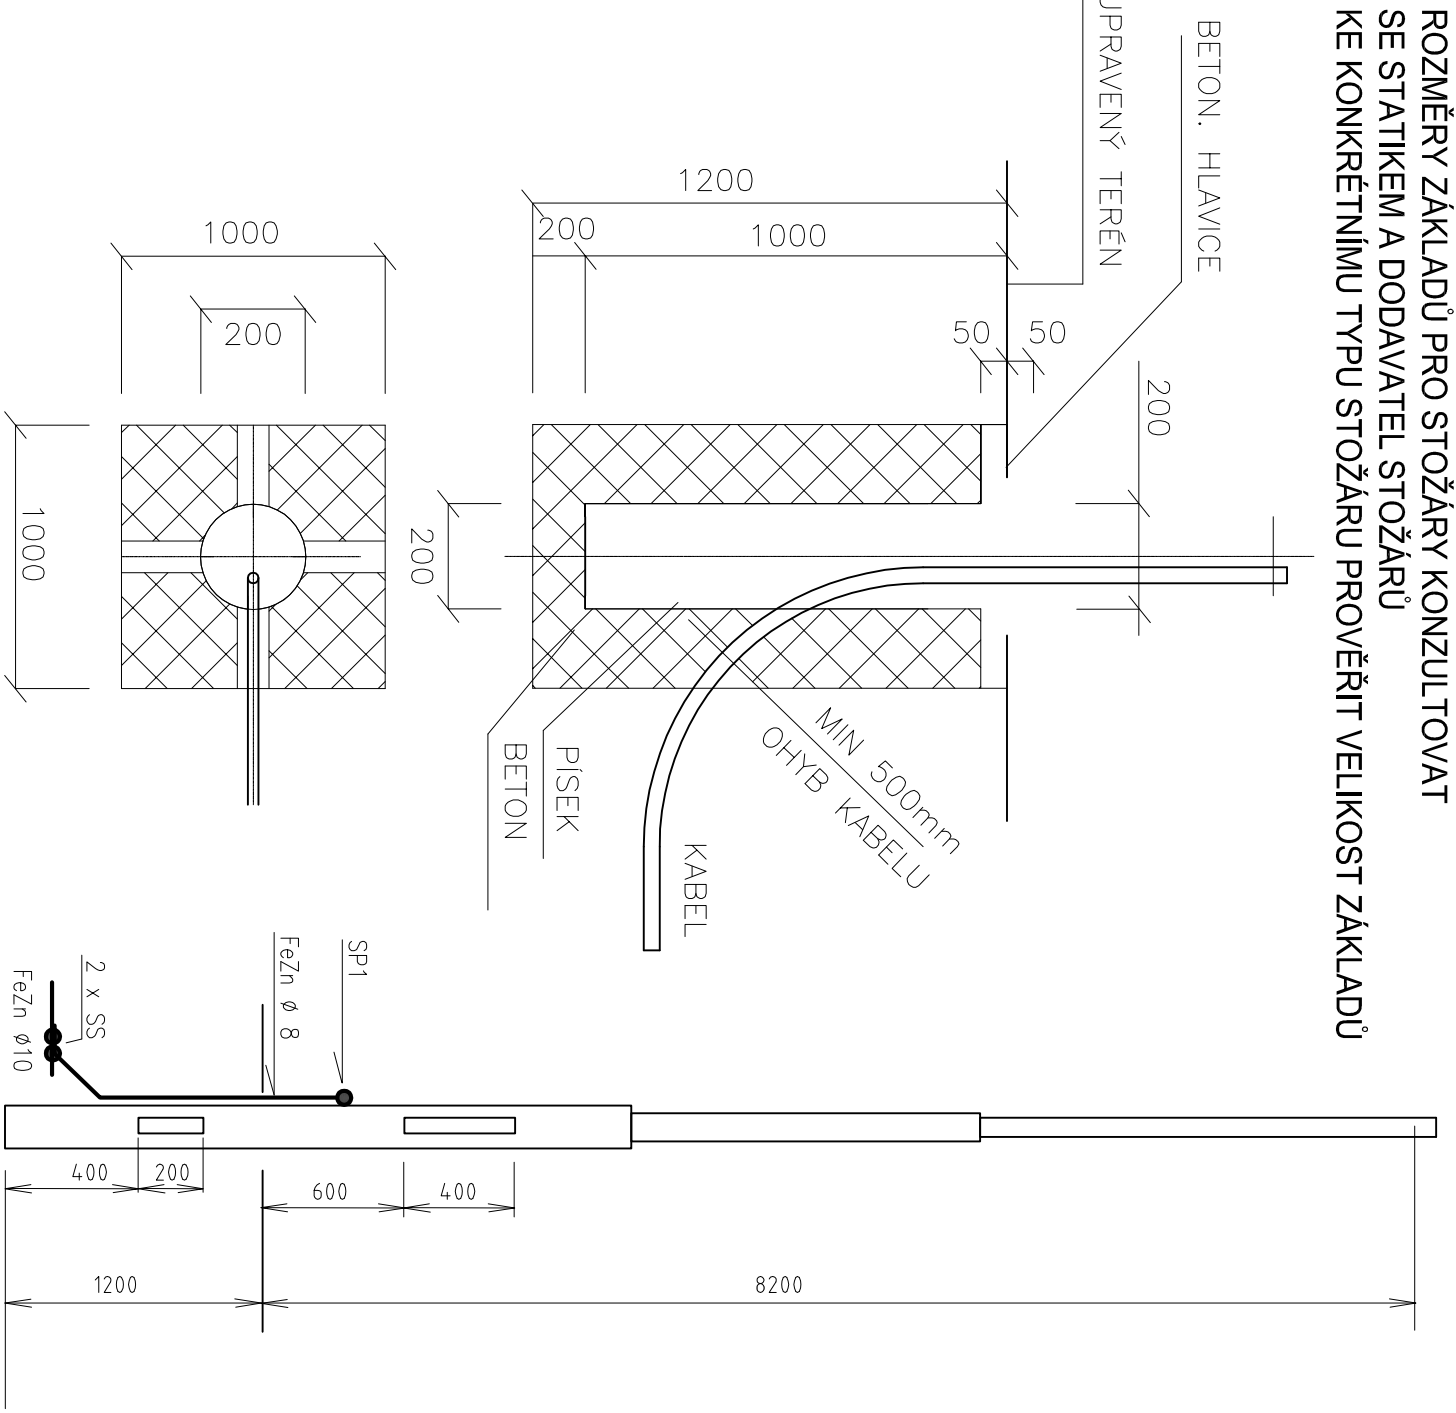 ROZMĚRY ZÁKLADŮ PRO STOŽÁRY KONZULTOVAT
SE STATIKEM A DODAVATEL STOŽÁRŮ
KE KONKRÉTNÍMU TYPU STOŽÁRU PROVĚŘIT VELIKOST ZÁKLADŮ
BETON. HLAVICE
UPRAVENÝ TERÉN
1200
200
1000
50
50
200
1000
200
1000
200
MIN 500mm
OHYB KABELU
KABEL
PÍSEK
BETON
SP1
FeZn ø 8
2 x SS
FeZn ø10
400
200
600
400
1200
8200